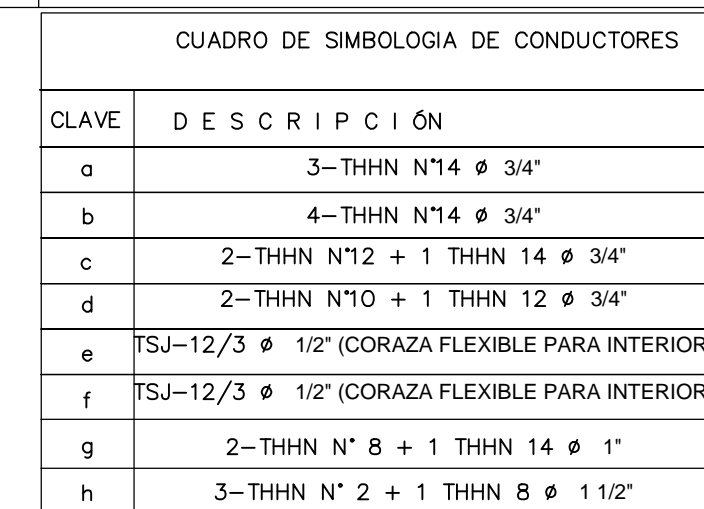 CUADRO DE SIMBOLOGIA DE CONDUCTORES
CLAVE D E S C R I P C I ÓN
a 3-THHN N°14 ø 3/4"
b 4-THHN N°14 ø 3/4"
c 2-THHN N°12 + 1 THHN 14 ø 3/4"
d 2-THHN N°10 + 1 THHN 12 ø 3/4"
e TSJ-12/3 ø 1/2" (CORAZA FLEXIBLE PARA INTERIOR
f TSJ-12/3 ø 1/2" (CORAZA FLEXIBLE PARA INTERIOR
g 2-THHN N° 8 + 1 THHN 14 ø 1"
h 3-THHN N° 2 + 1 THHN 8 ø 1 1/2"